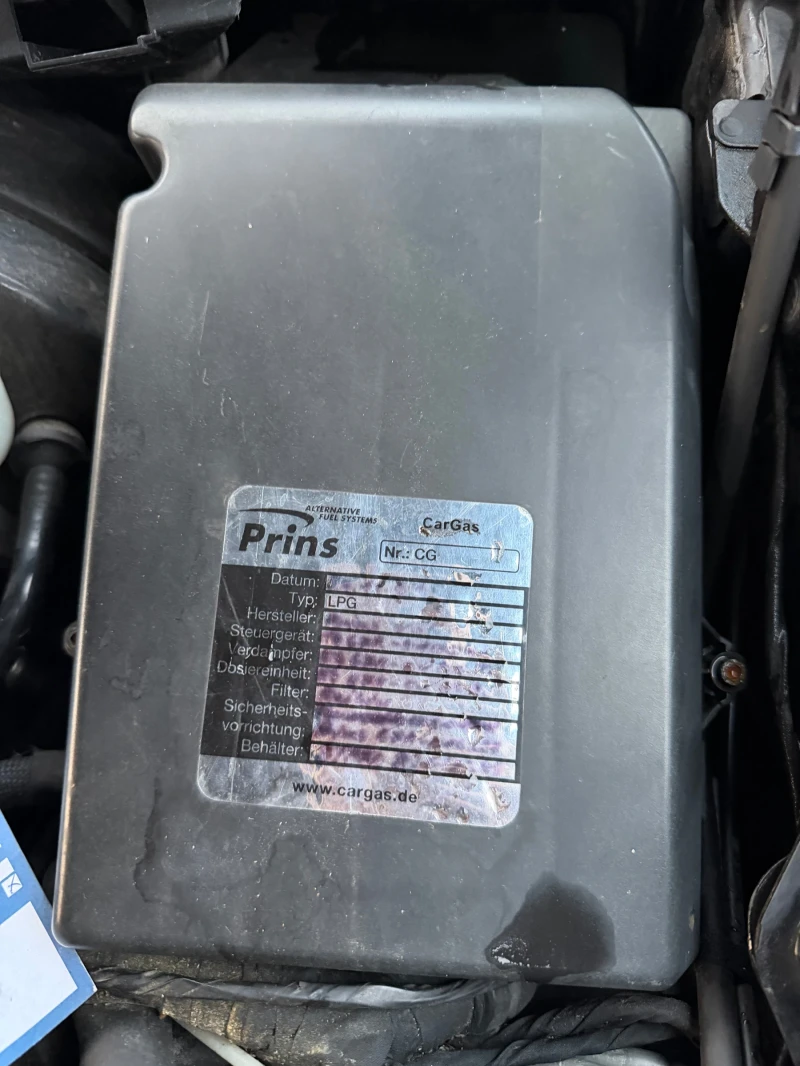 ALTERNATIVE
FUEL SYSTEMS
Prins
CarGas
Nr.: CG
Datum:
Typ: LPG
Hersteller:
Steuergerät:
Verdampfer:
Dosiereinheit:
Filter:
Sicherheits-
vorrichtung:
Behälter:
www.cargas.de